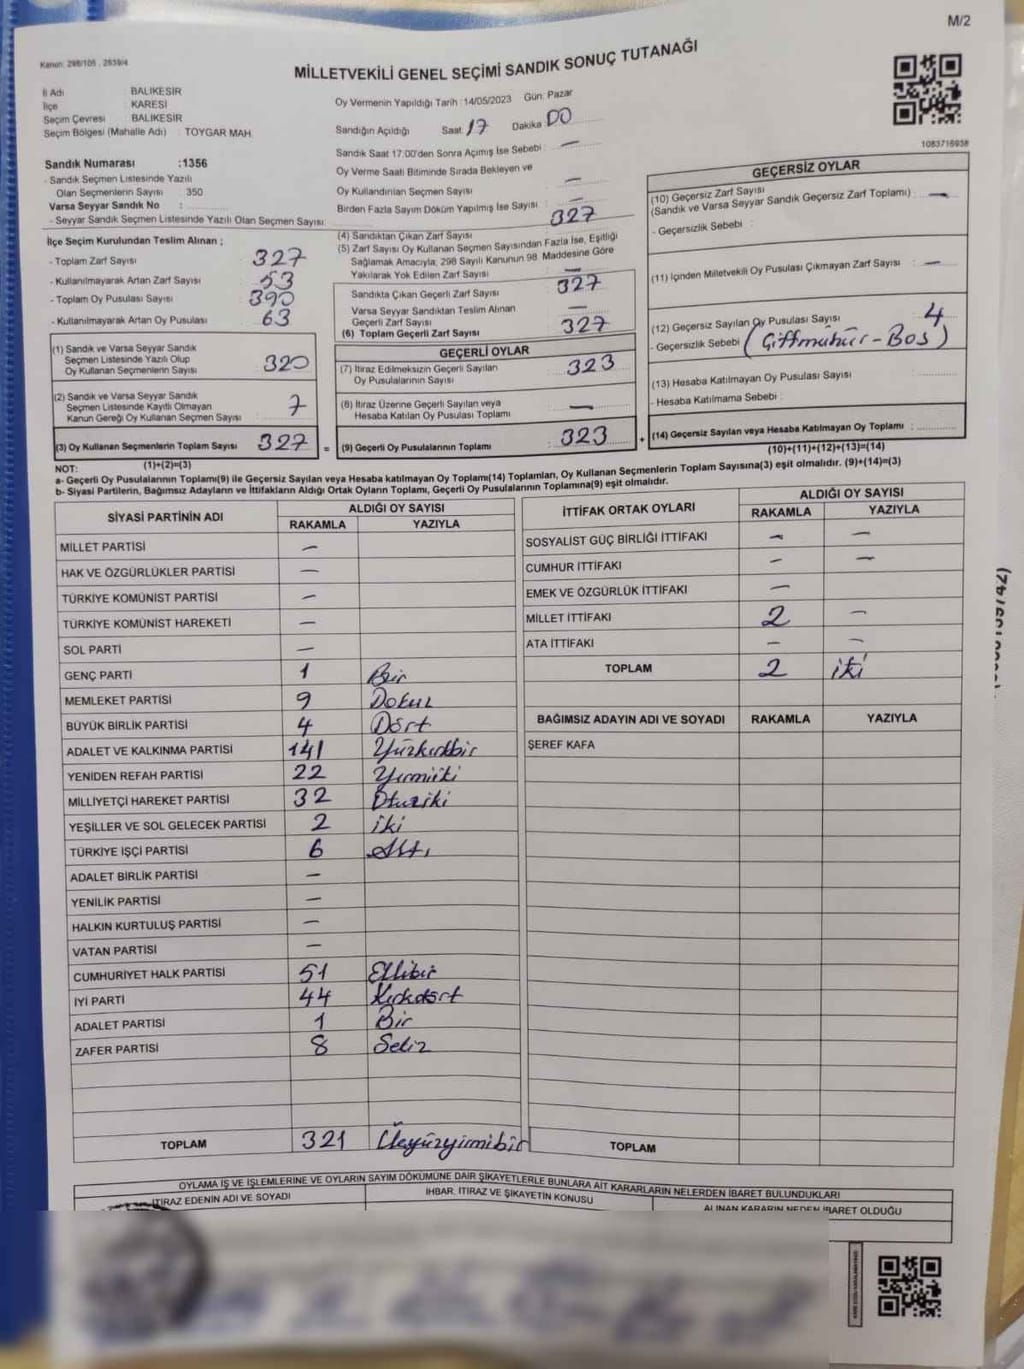 M/2
Kanun: 298/105 , 2839/4
MİLLETVEKİLİ GENEL SEÇİMİ SANDIK SONUÇ TUTANAĞI
İl Adı BALIKESİR
İlçe KARESİ
Seçim Çevresi BALIKESİR
Seçim Bölgesi (Mahalle Adı) : TOYGAR MAH.
Sandık Numarası :1356
- Sandık Seçmen Listesinde Yazılı
Olan Seçmenlerin Sayısı 350
Varsa Seyyar Sandık No :
- Seyyar Sandık Seçmen Listesinde Yazılı Olan Seçmen Sayısı:
Oy Vermenin Yapıldığı Tarih :14/05/2023 Gün: Pazar
Sandığın Açıldığı Saat: 17 Dakika 00
Sandık Saat 17:00'den Sonra Açımış İse Sebebi : —
Oy Verme Saati Bitiminde Sırada Bekleyen ve
Oy Kullandırılan Seçmen Sayısı : —
Birden Fazla Sayım Döküm Yapılmış İse Sayısı : —
1083716938
İlçe Seçim Kurulundan Teslim Alınan ;
- Toplam Zarf Sayısı 327
- Kullanılmayarak Artan Zarf Sayısı 53
- Toplam Oy Pusulası Sayısı 390
- Kullanılmayarak Artan Oy Pusulası 63
(1) Sandık ve Varsa Seyyar Sandık
Seçmen Listesinde Yazılı Olup
Oy Kullanan Seçmenlerin Sayısı : 320
(2) Sandık ve Varsa Seyyar Sandık
Seçmen Listesinde Kayıtlı Olmayan
Kanun Gereği Oy Kullanan Seçmen Sayısı : 7
(3) Oy Kullanan Seçmenlerin Toplam Sayısı 327 =
(1)+(2)=(3)
(4) Sandıktan Çıkan Zarf Sayısı 327
(5) Zarf Sayısı Oy Kullanan Seçmen Sayısından Fazla İse, Eşitliği
Sağlamak Amacıyla, 298 Sayılı Kanunun 98. Maddesine Göre
Yakılarak Yok Edilen Zarf Sayısı —
Sandıkta Çıkan Geçerli Zarf Sayısı 327
Varsa Seyyar Sandıktan Teslim Alınan
Geçerli Zarf Sayısı —
(6) Toplam Geçerli Zarf Sayısı 327
GEÇERLİ OYLAR
(7) İtiraz Edilmeksizin Geçerli Sayılan
Oy Pusulalarının Sayısı 323
(8) İtiraz Üzerine Geçerli Sayılan veya
Hesaba Katılan Oy Pusulası Toplamı —
(9) Geçerli Oy Pusulalarının Toplamı 323 +
GEÇERSİZ OYLAR
(10) Geçersiz Zarf Sayısı
(Sandık ve Varsa Seyyar Sandık Geçersiz Zarf Toplamı) : —
- Geçersizlik Sebebi :
(11) İçinden Milletvekili Oy Pusulası Çıkmayan Zarf Sayısı : —
(12) Geçersiz Sayılan Oy Pusulası Sayısı : 4
- Geçersizlik Sebebi (Çiftmühür-Boş)
(13) Hesaba Katılmayan Oy Pusulası Sayısı :
- Hesaba Katılmama Sebebi :
(14) Geçersiz Sayılan veya Hesaba Katılmayan Oy Toplamı :
(10)+(11)+(12)+(13)=(14)
NOT:
a- Geçerli Oy Pusulasının Toplamı(9) ile Geçersiz Sayılan veya Hesaba katılmayan Oy Toplamı(14) Toplamları, Oy Kullanan Seçmenlerin Toplam Sayısına(3) eşit olmalıdır. (9)+(14)=(3)
b- Siyasi Partilerin, Bağımsız Adayların ve İttifakların Aldığı Ortak Oyların Toplamı, Geçerli Oy Pusulalarının Toplamına(9) eşit olmalıdır.
SİYASİ PARTİNİN ADI ALDIĞI OY SAYISI
RAKAMLA YAZIYLA
MİLLET PARTİSİ —
HAK VE ÖZGÜRLÜKLER PARTİSİ —
TÜRKİYE KOMÜNİST PARTİSİ —
TÜRKİYE KOMÜNİST HAREKETİ —
SOL PARTİ —
GENÇ PARTİ 1 Bir
MEMLEKET PARTİSİ 9 Dokuz
BÜYÜK BİRLİK PARTİSİ 4 Dört
ADALET VE KALKINMA PARTİSİ 141 Yüzkırkbir
YENİDEN REFAH PARTİSİ 22 Yirmiiki
MİLLİYETÇİ HAREKET PARTİSİ 32 Otuziki
YEŞİLLER VE SOL GELECEK PARTİSİ 2 iki
TÜRKİYE İŞÇİ PARTİSİ 6 Altı
ADALET BİRLİK PARTİSİ —
YENİLİK PARTİSİ —
HALKIN KURTULUŞ PARTİSİ —
VATAN PARTİSİ —
CUMHURİYET HALK PARTİSİ 51 Ellibir
İYİ PARTİ 44 Kırkdört
ADALET PARTİSİ 1 Bir
ZAFER PARTİSİ 8 Sekiz
TOPLAM 321 Üçyüzyirmibir
İTTİFAK ORTAK OYLARI ALDIĞI OY SAYISI
RAKAMLA YAZIYLA
SOSYALİST GÜÇ BİRLİĞİ İTTİFAKI — —
CUMHUR İTTİFAKI — —
EMEK VE ÖZGÜRLÜK İTTİFAKI —
MİLLET İTTİFAKI 2 —
ATA İTTİFAKI — —
TOPLAM 2 iki
BAĞIMSIZ ADAYIN ADI VE SOYADI RAKAMLA YAZIYLA
ŞEREF KAFA
TOPLAM
OYLAMA İŞ VE İŞLEMLERİNE VE OYLARIN SAYIM DÖKÜMÜNE DAİR ŞİKAYETLERLE BUNLARA AİT KARARLARIN NELERDEN İBARET BULUNDUKLARI
İTİRAZ EDENİN ADI VE SOYADI İHBAR, İTİRAZ VE ŞİKAYETİN KONUSU ALINAN KARARIN NEDEN İBARET OLDUĞU